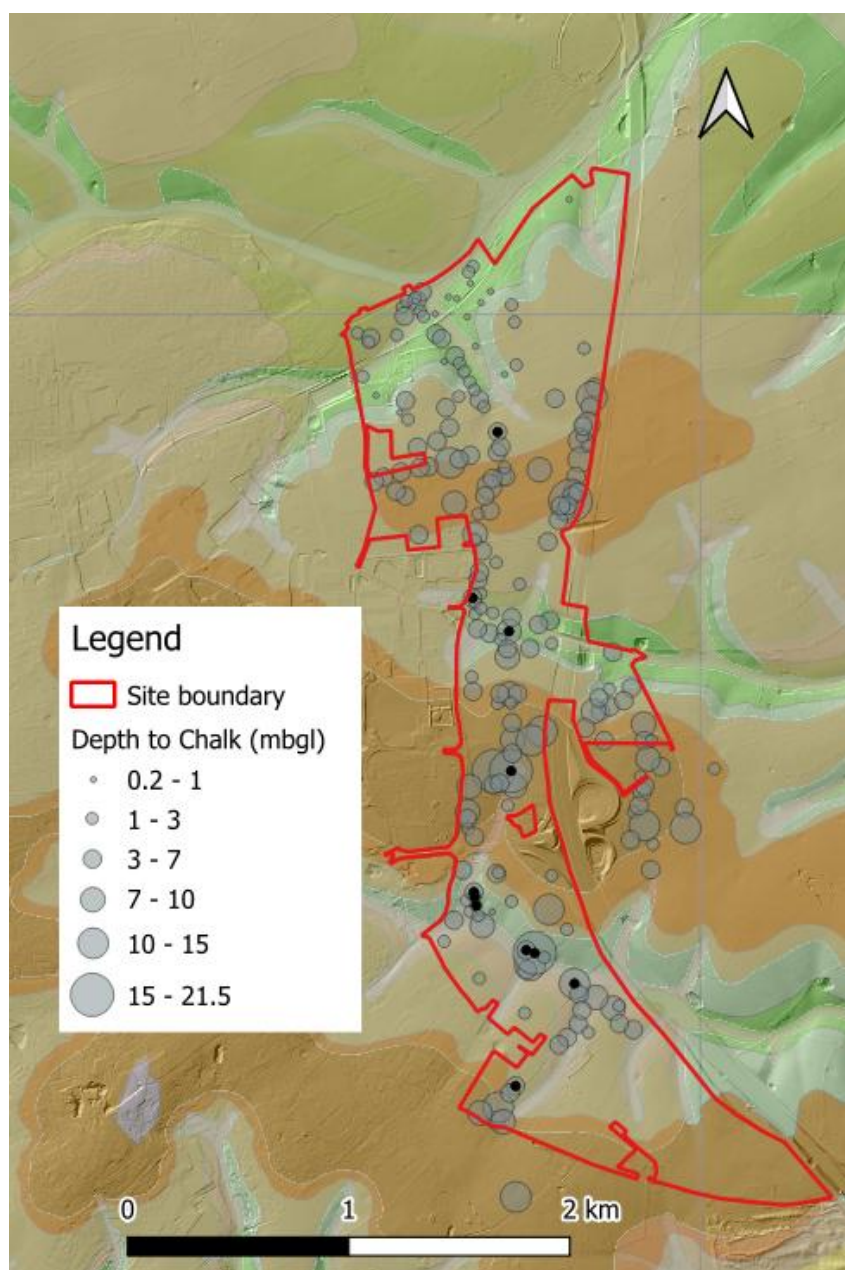 Legend
Site boundary
Depth to Chalk (mbgl)
0.2 - 1
1 - 3
3 - 7
7 - 10
10 - 15
15 - 21.5
0 1 2 km